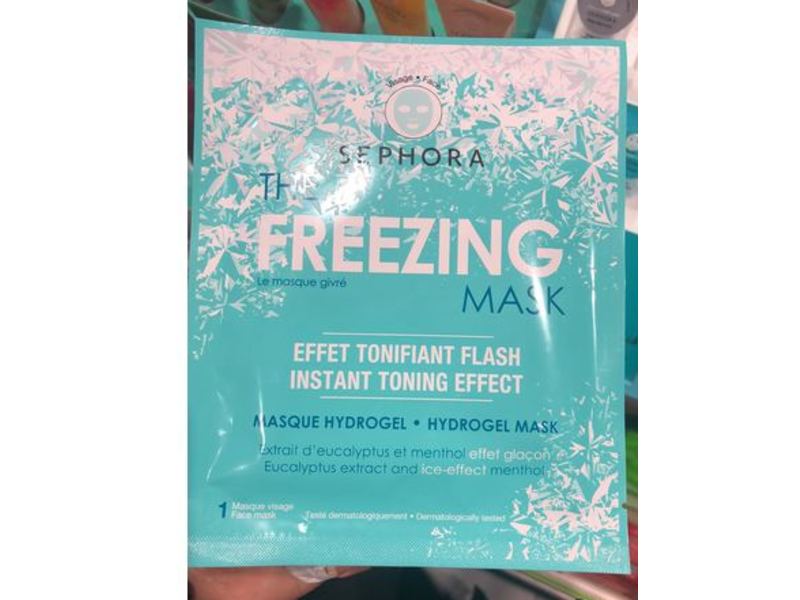 Visage • Face
SEPHORA
THE
FREEZING
Le masque givré
MASK
EFFET TONIFIANT FLASH
INSTANT TONING EFFECT
MASQUE HYDROGEL • HYDROGEL MASK
Extrait d'eucalyptus et menthol effet glaçon
Eucalyptus extract and ice-effect menthol
1 Masque visage
Face mask
Testé dermatologiquement • Dermatologically tested